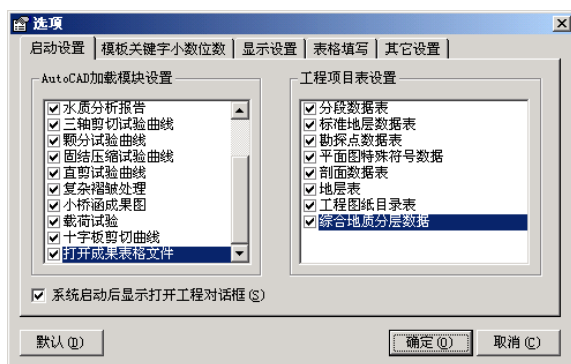 选项
启动设置 模板关键字小数位数 显示设置 表格填写 其它设置
AutoCAD加载模块设置
水质分析报告
三轴剪切试验曲线
颗分试验曲线
固结压缩试验曲线
直剪试验曲线
复杂褶皱处理
小桥涵成果图
载荷试验
十字板剪切曲线
打开成果表格文件
工程项目表设置
分段数据表
标准地层数据表
勘探点数据表
平面图特殊符号数据
剖面数据表
地层表
工程图纸目录表
综合地质分层数据
系统启动后显示打开工程对话框(S)
默认(D) 确定(O) 取消(C)